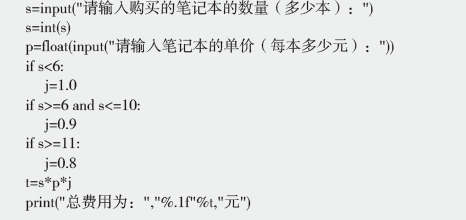 s=input("请输入购买的笔记本的数量（多少本）：")
s=int(s)
p=float(input("请输入笔记本的单价（每本多少元）："))
if s<6:
    j=1.0
if s>=6 and s<=10:
    j=0.9
if s>=11:
    j=0.8
t=s*p*j
print("总费用为：","%.1f"%t,"元")